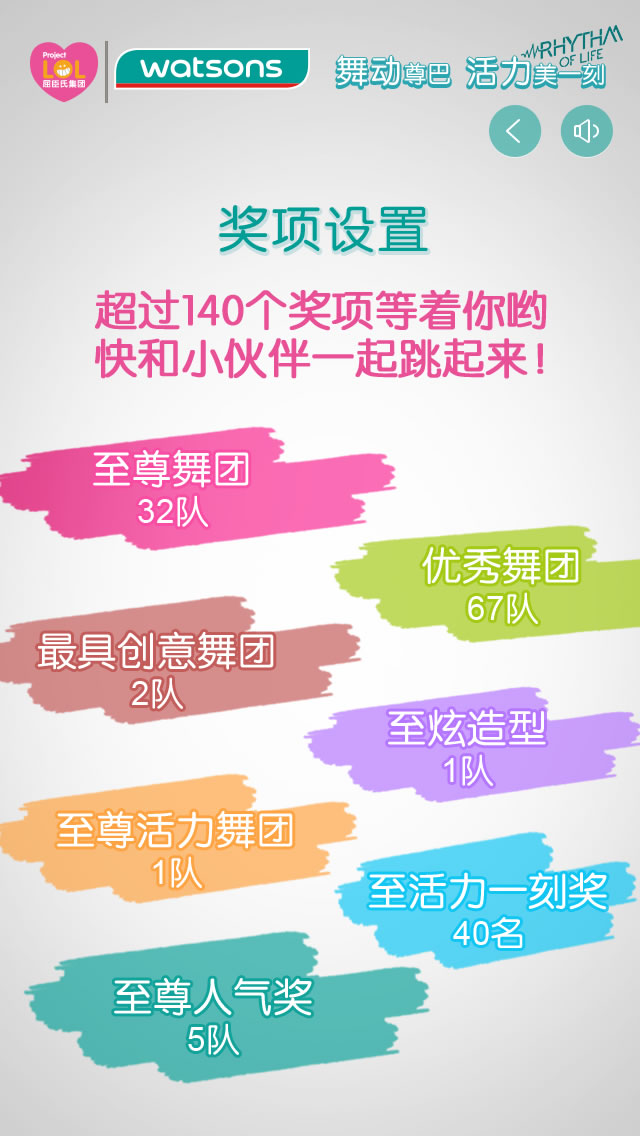 Project
LOL
屈臣氏集团
watsons
舞动尊巴 活力美一刻
RHYTHM
OF LIFE
奖项设置
超过140个奖项等着你哟
快和小伙伴一起跳起来!
至尊舞团
32队
优秀舞团
67队
最具创意舞团
2队
至炫造型
1队
至尊活力舞团
1队
至活力一刻奖
40名
至尊人气奖
5队